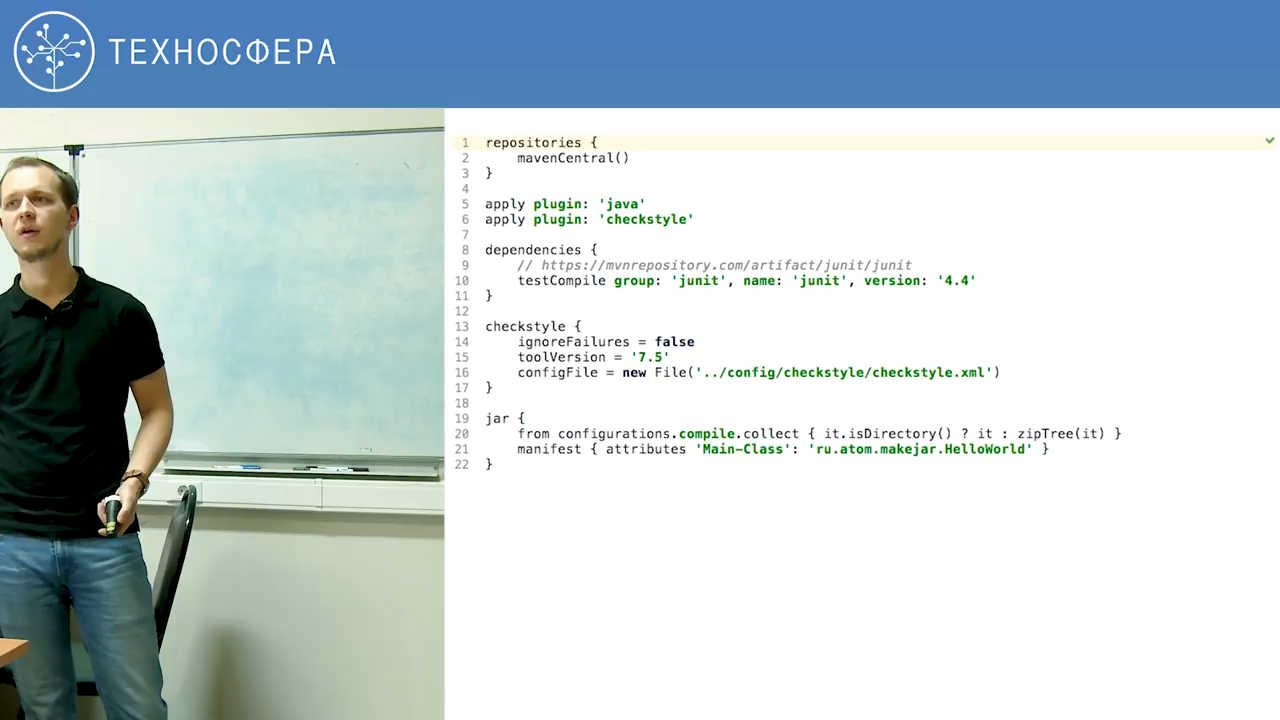 ТЕХНОСФЕРА
1 repositories {
2 mavenCentral()
3 }
4
5 apply plugin: 'java'
6 apply plugin: 'checkstyle'
7
8 dependencies {
9 // https://mvnrepository.com/artifact/junit/junit
10 testCompile group: 'junit', name: 'junit', version: '4.4'
11 }
12
13 checkstyle {
14 ignoreFailures = false
15 toolVersion = '7.5'
16 configFile = new File('../config/checkstyle/checkstyle.xml')
17 }
18
19 jar {
20 from configurations.compile.collect { it.isDirectory() ? it : zipTree(it) }
21 manifest { attributes 'Main-Class': 'ru.atom.makejar.HelloWorld' }
22 }